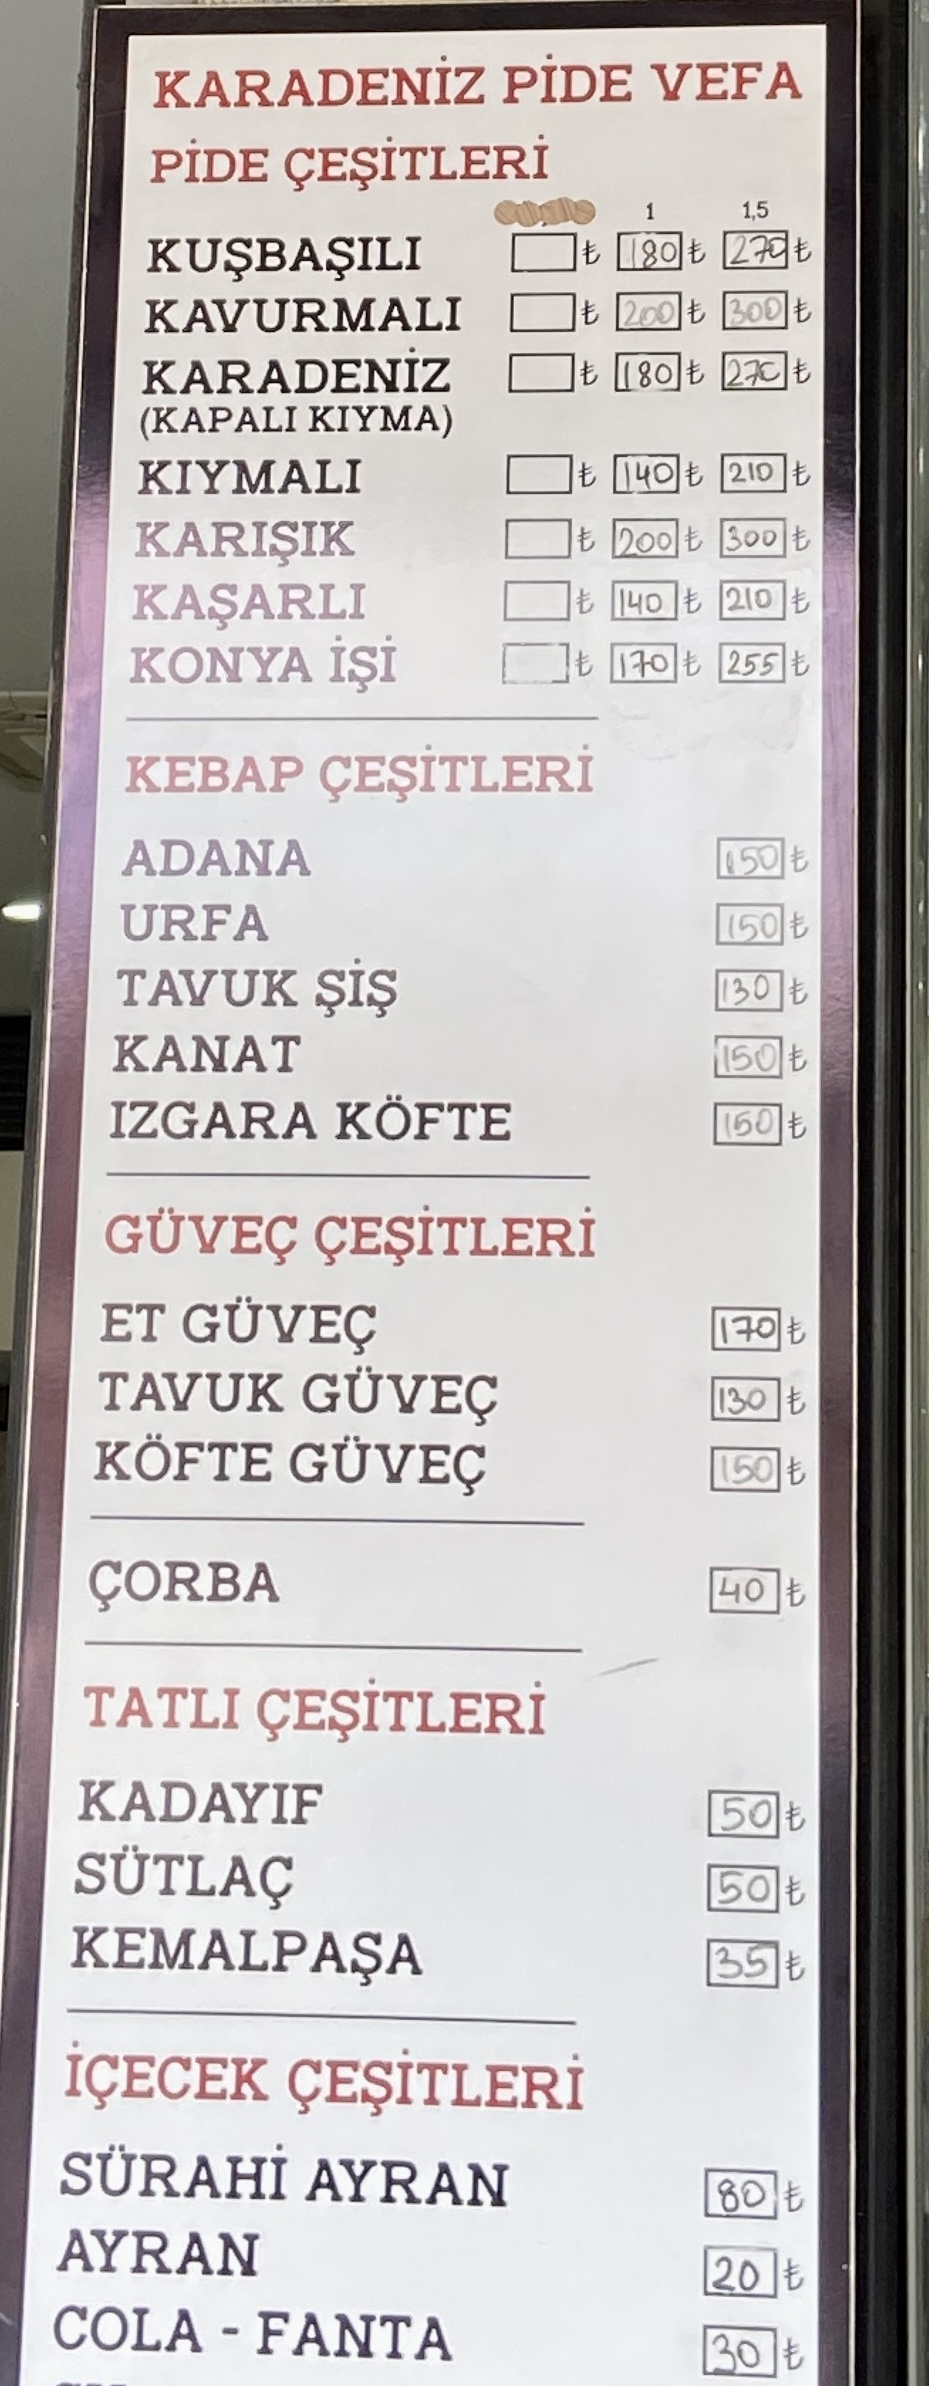 KARADENİZ PİDE VEFA
PİDE ÇEŞİTLERİ
1 1,5
KUŞBAŞILI ₺ 180 ₺ 270 ₺
KAVURMALI ₺ 200 ₺ 300 ₺
KARADENİZ ₺ 180 ₺ 270 ₺
(KAPALI KIYMA)
KIYMALI ₺ 140 ₺ 210 ₺
KARIŞIK ₺ 200 ₺ 300 ₺
KAŞARLI ₺ 140 ₺ 210 ₺
KONYA İŞİ ₺ 170 ₺ 255 ₺
KEBAP ÇEŞİTLERİ
ADANA 150 ₺
URFA 150 ₺
TAVUK ŞİŞ 130 ₺
KANAT 150 ₺
IZGARA KÖFTE 150 ₺
GÜVEÇ ÇEŞİTLERİ
ET GÜVEÇ 170 ₺
TAVUK GÜVEÇ 130 ₺
KÖFTE GÜVEÇ 150 ₺
ÇORBA 40 ₺
TATLI ÇEŞİTLERİ
KADAYIF 50 ₺
SÜTLAÇ 50 ₺
KEMALPAŞA 35 ₺
İÇECEK ÇEŞİTLERİ
SÜRAHİ AYRAN 80 ₺
AYRAN 20 ₺
COLA - FANTA 30 ₺